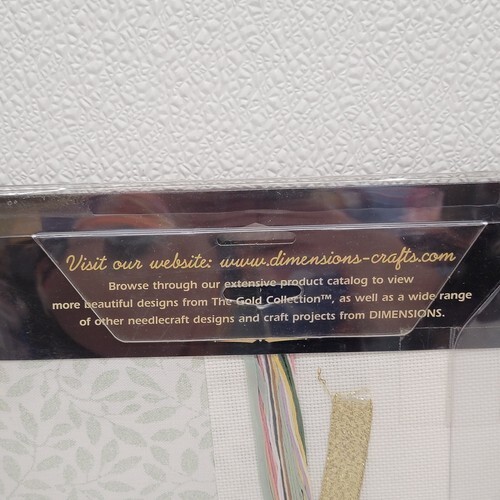 Visit our website: www.dimensions-crafts.com
Browse through our extensive product catalog to view
more beautiful designs from The Gold Collection™, as well as a wide range
of other needlecraft designs and craft projects from DIMENSIONS.